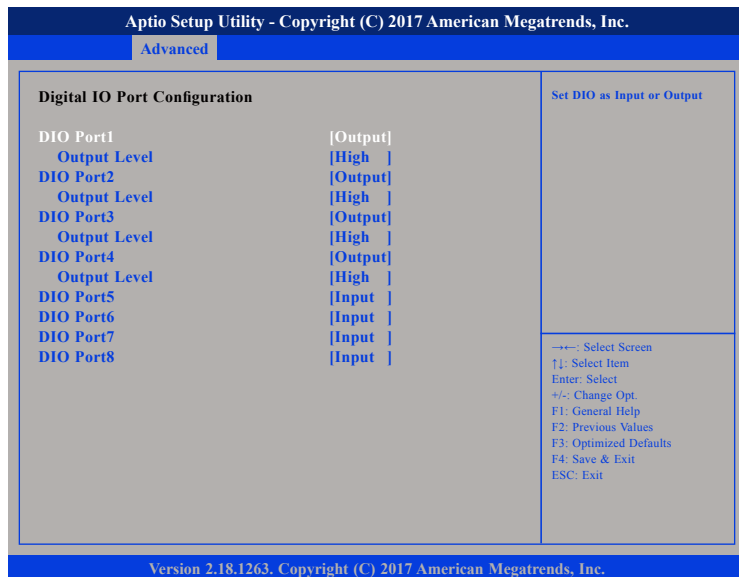 Aptio Setup Utility - Copyright (C) 2017 American Megatrends, Inc.
Advanced
Digital IO Port Configuration
DIO Port1 [Output]
Output Level [High ]
DIO Port2 [Output]
Output Level [High ]
DIO Port3 [Output]
Output Level [High ]
DIO Port4 [Output]
Output Level [High ]
DIO Port5 [Input ]
DIO Port6 [Input ]
DIO Port7 [Input ]
DIO Port8 [Input ]
Set DIO as Input or Output
→←: Select Screen
↑↓: Select Item
Enter: Select
+/-: Change Opt.
F1: General Help
F2: Previous Values
F3: Optimized Defaults
F4: Save & Exit
ESC: Exit
Version 2.18.1263. Copyright (C) 2017 American Megatrends, Inc.